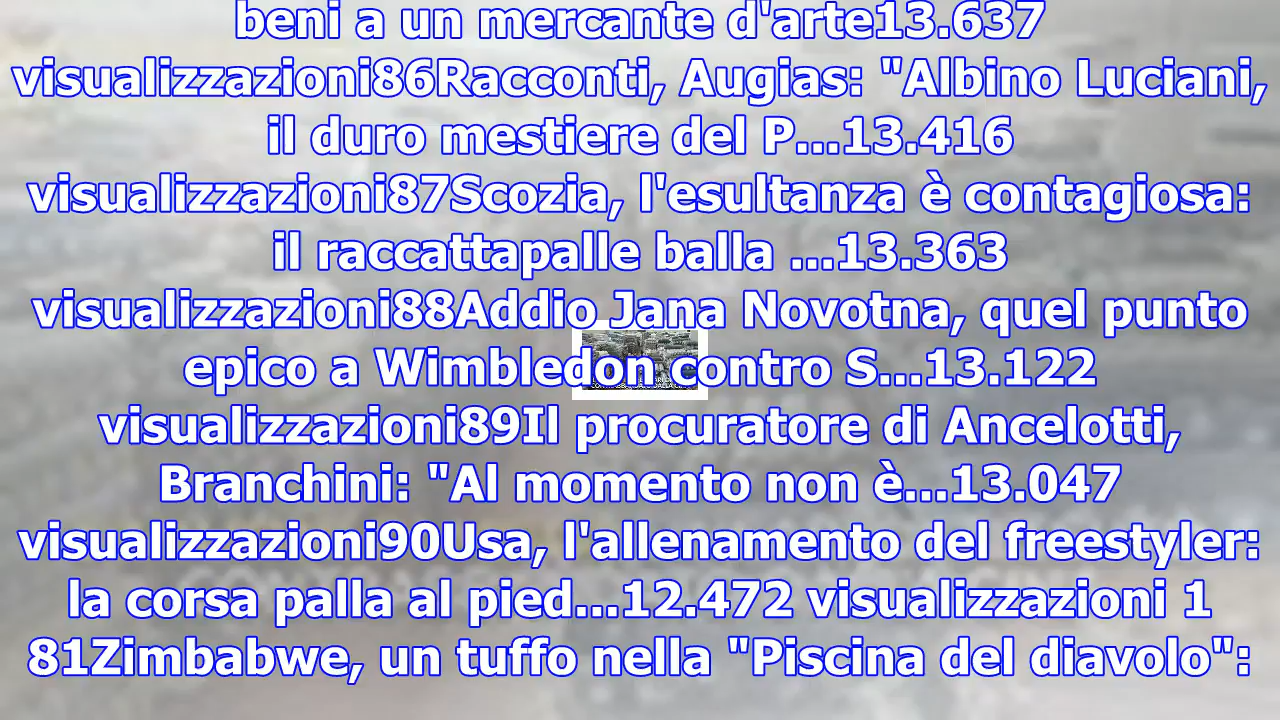 beni a un mercante d'arte13.637
visualizzazioni86Racconti, Augias: "Albino Luciani,
il duro mestiere del P...13.416
visualizzazioni87Scozia, l'esultanza è contagiosa:
il raccattapalle balla ...13.363
visualizzazioni88Addio Jana Novotna, quel punto
epico a Wimbledon contro S...13.122
visualizzazioni89Il procuratore di Ancelotti,
Branchini: "Al momento non è...13.047
visualizzazioni90Usa, l'allenamento del freestyler:
la corsa palla al pied...12.472 visualizzazioni 1
81Zimbabwe, un tuffo nella "Piscina del diavolo":